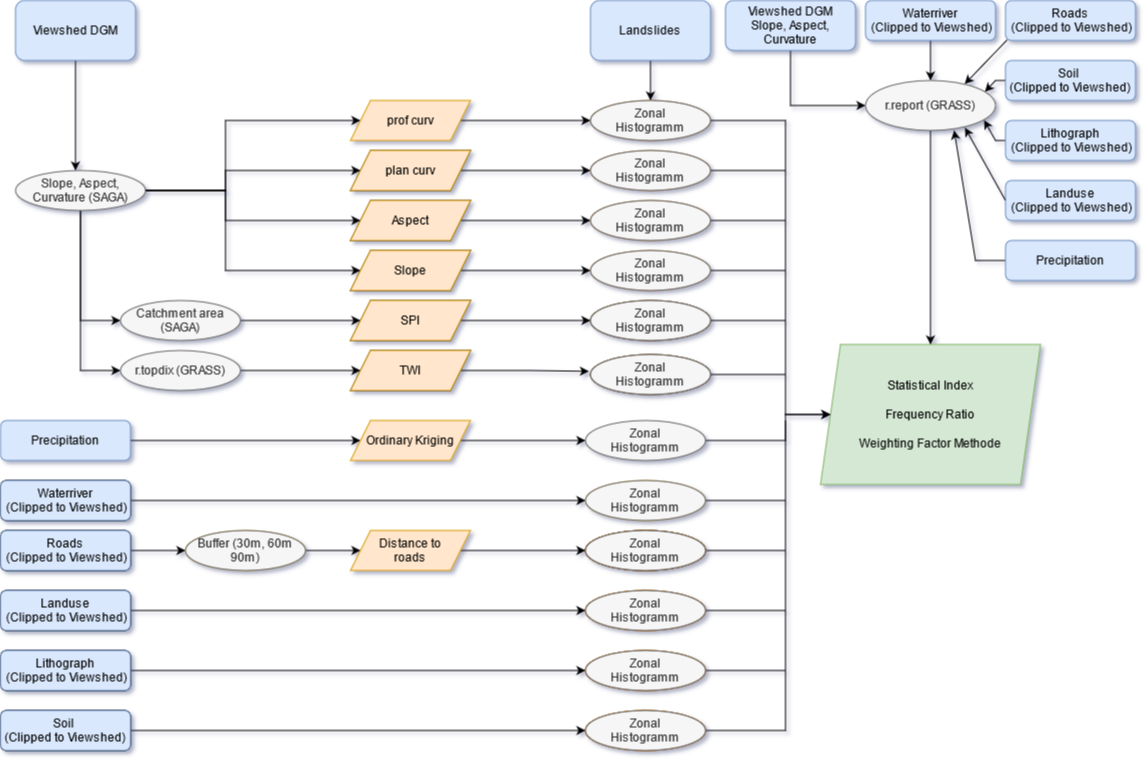 Viewshed DGM
Landslides
Viewshed DGM
Slope, Aspect,
Curvature
Waterriver
(Clipped to Viewshed)
Roads
(Clipped to Viewshed)
Soil
(Clipped to Viewshed)
r.report (GRASS)
Lithograph
(Clipped to Viewshed)
Landuse
(Clipped to Viewshed)
Precipitation
prof curv
Zonal
Histogramm
Slope, Aspect,
Curvature (SAGA)
plan curv
Zonal
Histogramm
Aspect
Zonal
Histogramm
Slope
Zonal
Histogramm
Catchment area
(SAGA)
SPI
Zonal
Histogramm
r.topdix (GRASS)
TWI
Zonal
Histogramm
Statistical Index
Frequency Ratio
Weighting Factor Methode
Precipitation
Ordinary Kriging
Zonal
Histogramm
Waterriver
(Clipped to Viewshed)
Zonal
Histogramm
Roads
(Clipped to Viewshed)
Buffer (30m, 60m
90m)
Distance to
roads
Zonal
Histogramm
Landuse
(Clipped to Viewshed)
Zonal
Histogramm
Lithograph
(Clipped to Viewshed)
Zonal
Histogramm
Soil
(Clipped to Viewshed)
Zonal
Histogramm